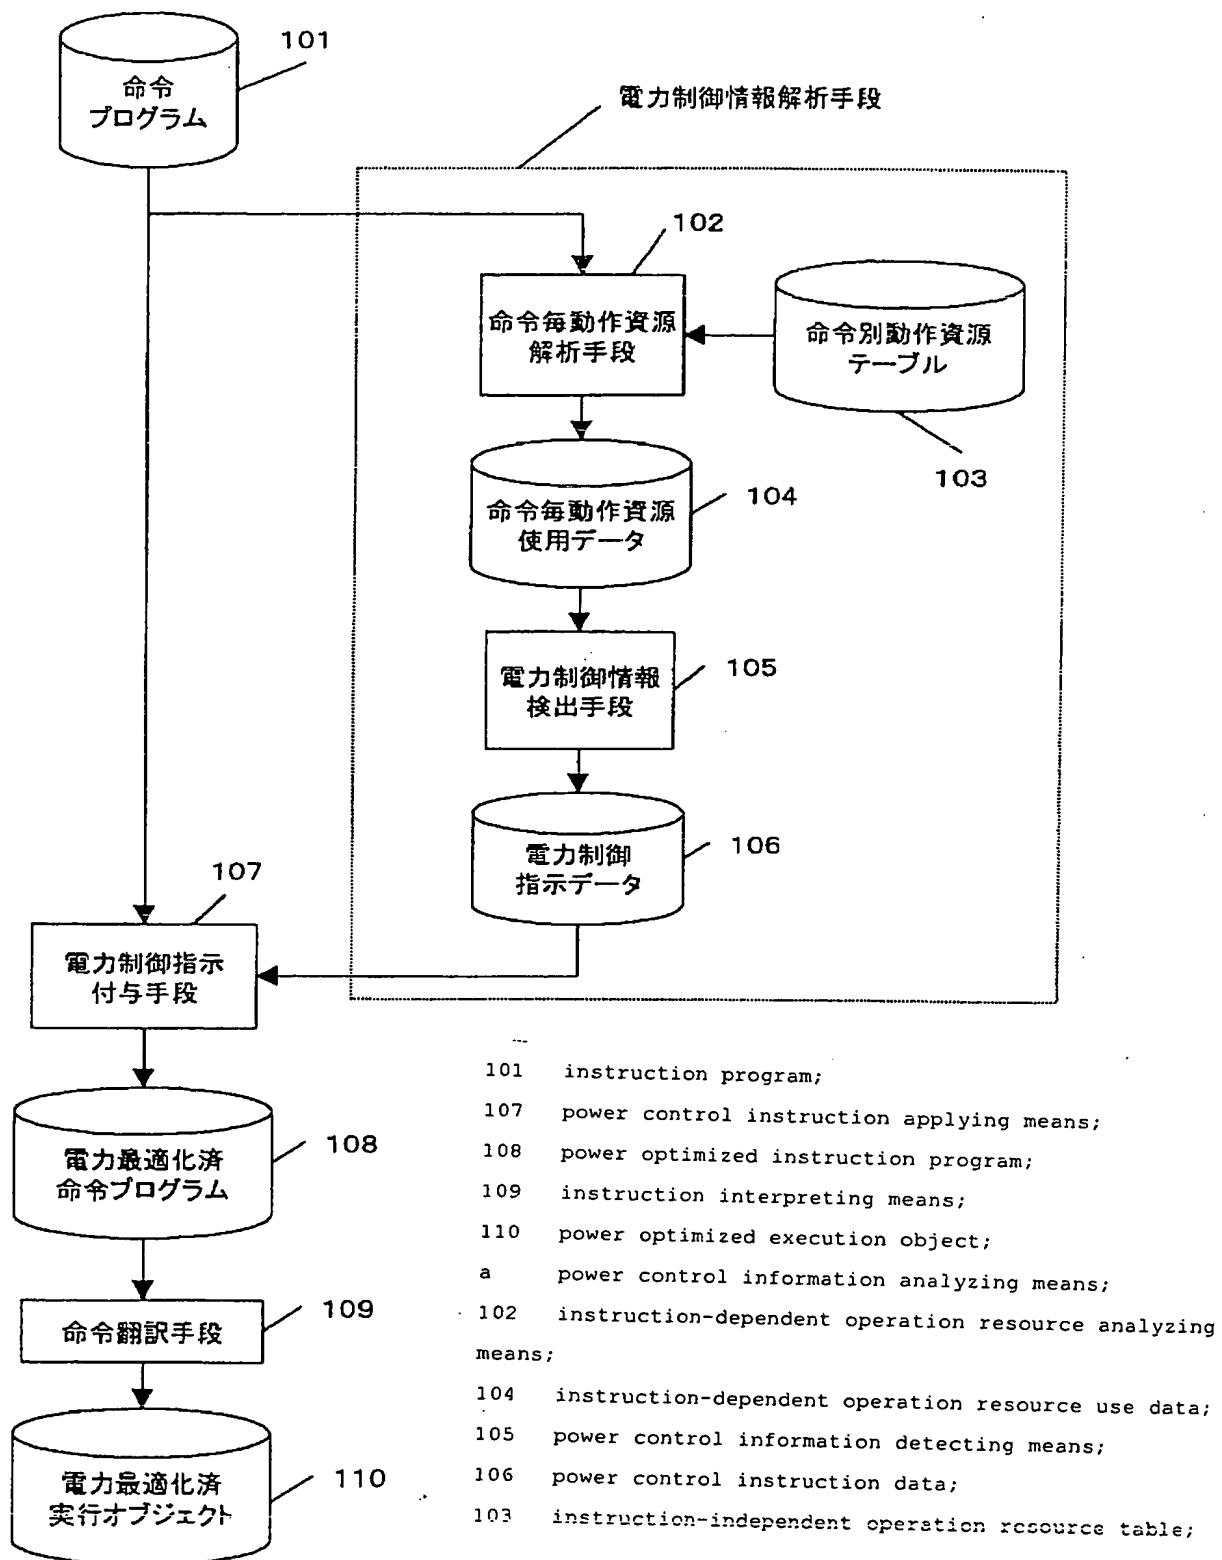 101
命令
プログラム
電力制御情報解析手段
102
命令毎動作資源
解析手段
命令別動作資源
テーブル
103
命令毎動作資源
使用データ
104
電力制御情報
検出手段
105
電力制御
指示データ
106
107
電力制御指示
付与手段
電力最適化済
命令プログラム
108
命令翻訳手段
109
電力最適化済
実行オブジェクト
110
101 instruction program;
107 power control instruction applying means;
108 power optimized instruction program;
109 instruction interpreting means;
110 power optimized execution object;
a power control information analyzing means;
102 instruction-dependent operation resource analyzing
means;
104 instruction-dependent operation resource use data;
105 power control information detecting means;
106 power control instruction data;
103 instruction-independent operation resource table;